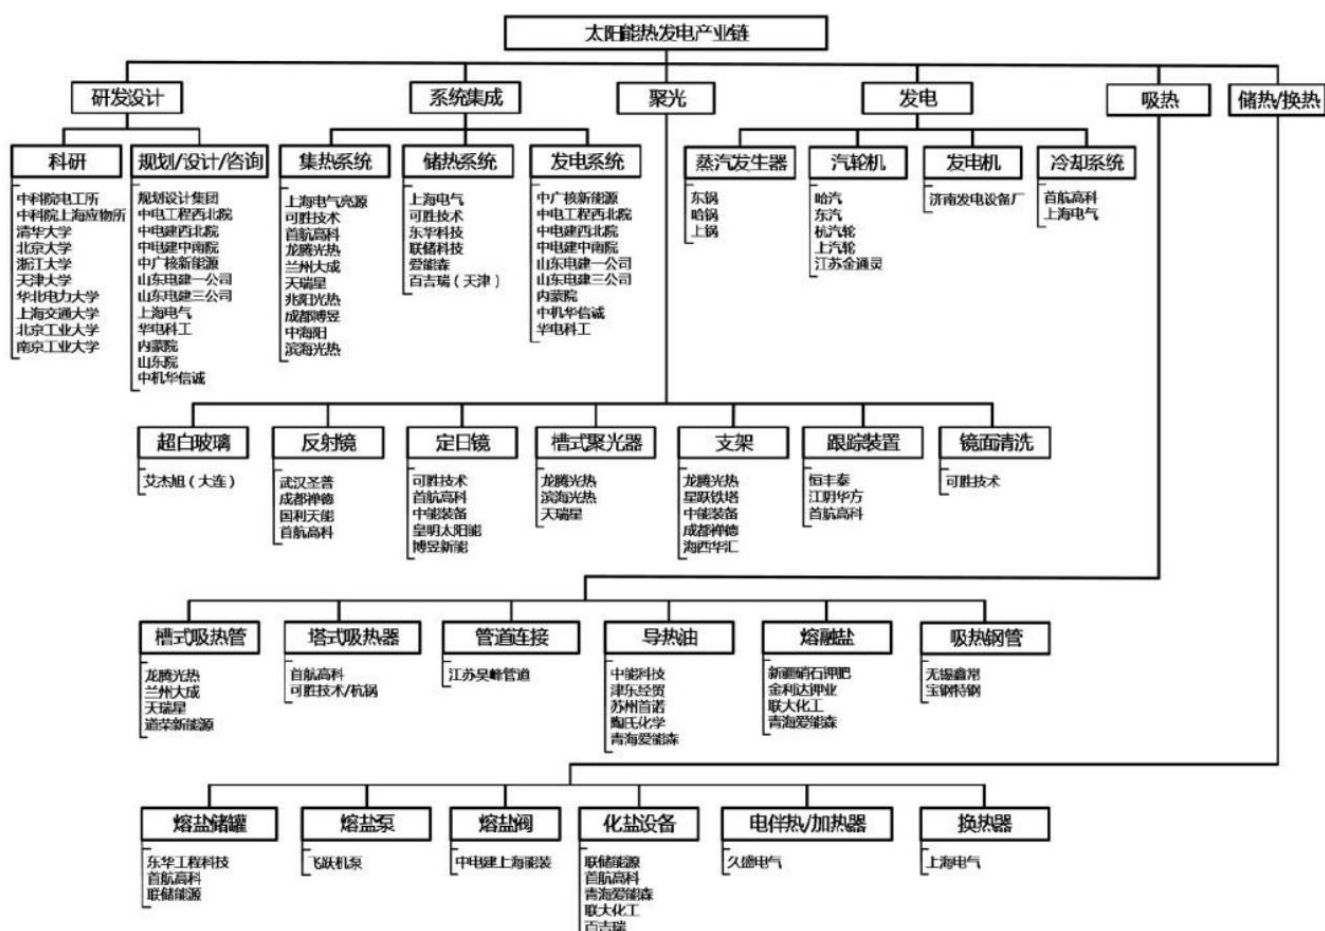 太阳能热发电产业链
研发设计
系统集成
聚光
发电
吸热
储热/换热
科研
中科院电工所
中科院上海应物所
清华大学
北京大学
浙江大学
天津大学
华北电力大学
上海交通大学
北京工业大学
南京工业大学
规划/设计/咨询
规划设计集团
中电工程西北院
中电建西北院
中电建中南院
中广核新能源
山东电建一公司
山东电建三公司
上海电气
华电科工
内蒙院
山东院
中机华信诚
集热系统
上海电气亮源
可胜技术
首航高科
龙腾光热
兰州大成
天瑞星
兆阳光热
成都博昱
中海阳
滨海光热
储热系统
上海电气
可胜技术
东华科技
联储科技
爱能森
百吉瑞（天津）
发电系统
中广核新能源
中电工程西北院
中电建西北院
中电建中南院
山东电建一公司
山东电建三公司
内蒙院
中机华信诚
华电科工
蒸汽发生器
东锅
哈锅
上锅
汽轮机
哈汽
东汽
杭汽轮
上汽轮
江苏金通灵
发电机
济南发电设备厂
冷却系统
首航高科
上海电气
超白玻璃
艾杰旭（大连）
反射镜
武汉圣普
成都禅德
国利天能
首航高科
定日镜
可胜技术
首航高科
中能装备
皇明太阳能
博昱新能
槽式聚光器
龙腾光热
滨海光热
天瑞星
支架
龙腾光热
星跃铁塔
中能装备
成都禅德
海西华汇
跟踪装置
恒丰泰
江阴华方
首航高科
镜面清洗
可胜技术
槽式吸热管
龙腾光热
兰州大成
天瑞星
道荣新能源
塔式吸热器
首航高科
可胜技术/杭锅
管道连接
江苏吴峰管道
导热油
中能科技
津东经贸
苏州首诺
陶氏化学
青海爱能森
熔融盐
新疆硝石钾肥
金利达钾业
联大化工
青海爱能森
吸热钢管
无锡鑫常
宝钢特钢
熔盐储罐
东华工程科技
首航高科
联储能源
熔盐泵
飞跃机泵
熔盐阀
中电建上海能装
化盐设备
联储能源
首航高科
青海爱能森
联大化工
百吉瑞
电伴热/加热器
久盛电气
换热器
上海电气